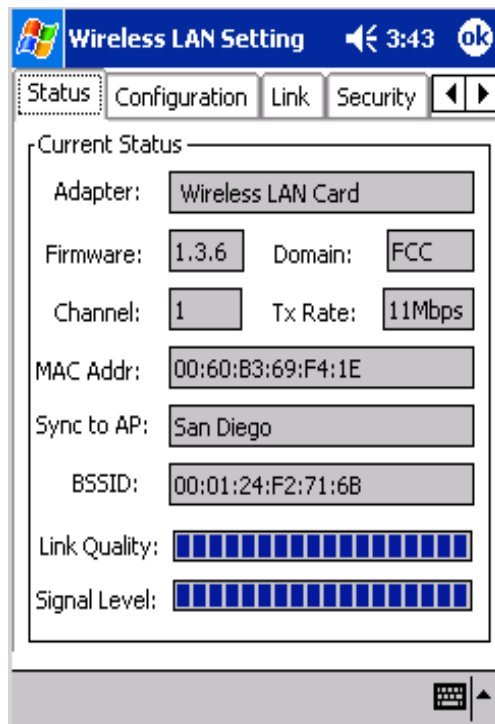 Wireless LAN Setting 3:43 ok
Status Configuration Link Security
Current Status
Adapter: Wireless LAN Card
Firmware: 1.3.6 Domain: FCC
Channel: 1 Tx Rate: 11Mbps
MAC Addr: 00:60:B3:69:F4:1E
Sync to AP: San Diego
BSSID: 00:01:24:F2:71:6B
Link Quality:
Signal Level: